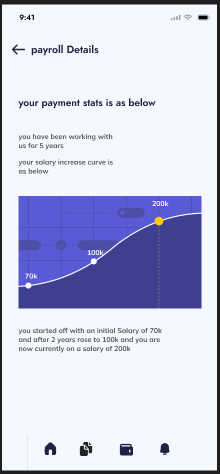 9:41
payroll Details
your payment stats is as below
you have been working with
us for 5 years
your salary increase curve is
as below
200k
100k
70k
you started off with an initial Salary of 70k
and after 2 years rose to 100k and you are
now currently on a salary of 200k